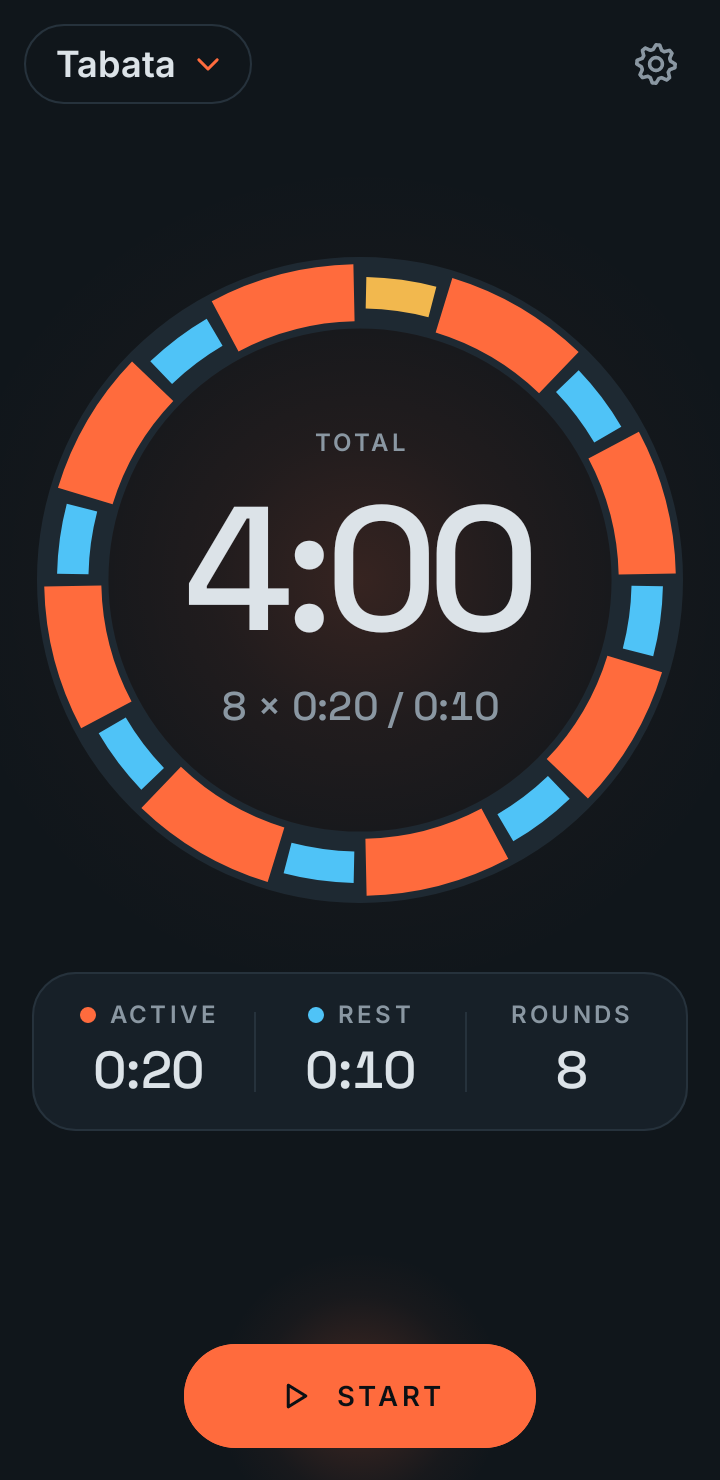 Tabata
TOTAL
4:00
8 × 0:20 / 0:10
ACTIVE REST ROUNDS
0:20 0:10 8
START